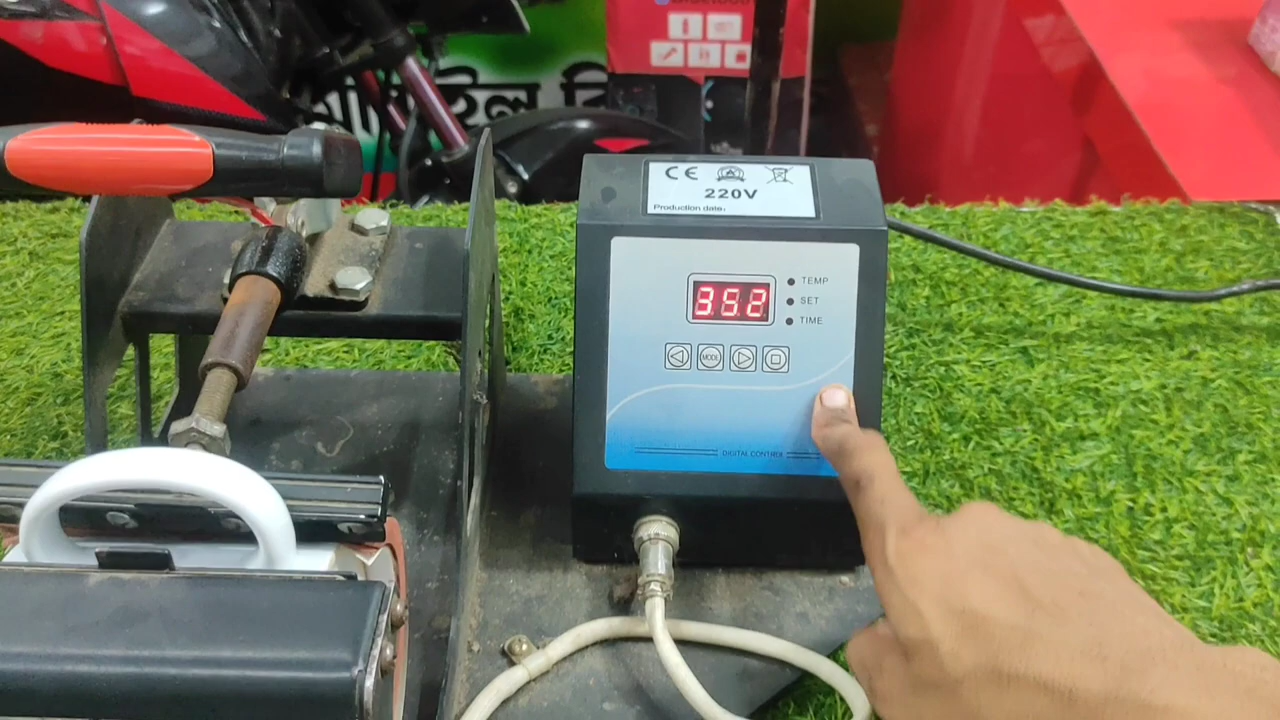 CE
220V
Production date:
352
TEMP
SET
TIME
MODE
DIGITAL CONTROL